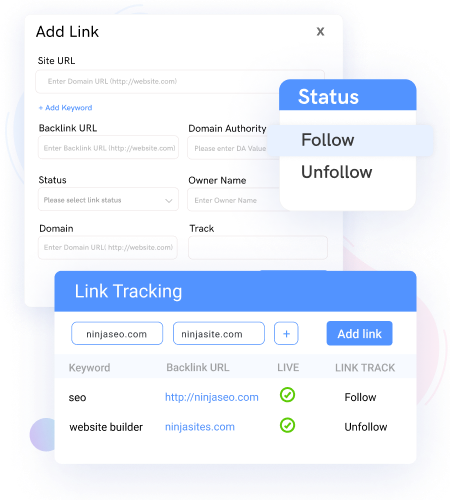 Add Link x
Site URL
Enter Domain URL (http://website.com)
+ Add Keyword
Backlink URL Domain Authority
Enter Backlink URL (http://website.com) Please enter DA Value
Status Owner Name
Please select link status Enter Owner Name
Domain Track
Enter Domain URL( http://website.com)
Status
Follow
Unfollow
Link Tracking
ninjaseo.com ninjasite.com + Add link
Keyword Backlink URL LIVE LINK TRACK
seo http://ninjaseo.com Follow
website builder ninjasites.com Unfollow